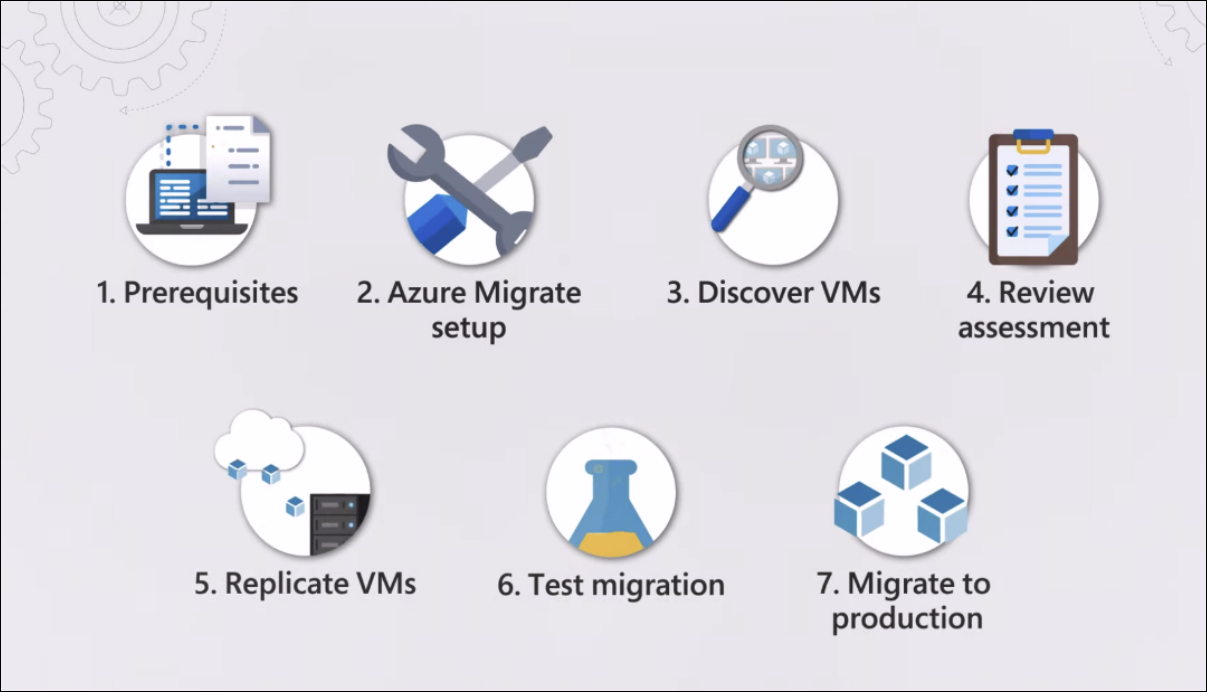 1. Prerequisites
2. Azure Migrate
setup
3. Discover VMs
4. Review
assessment
5. Replicate VMs
6. Test migration
7. Migrate to
production